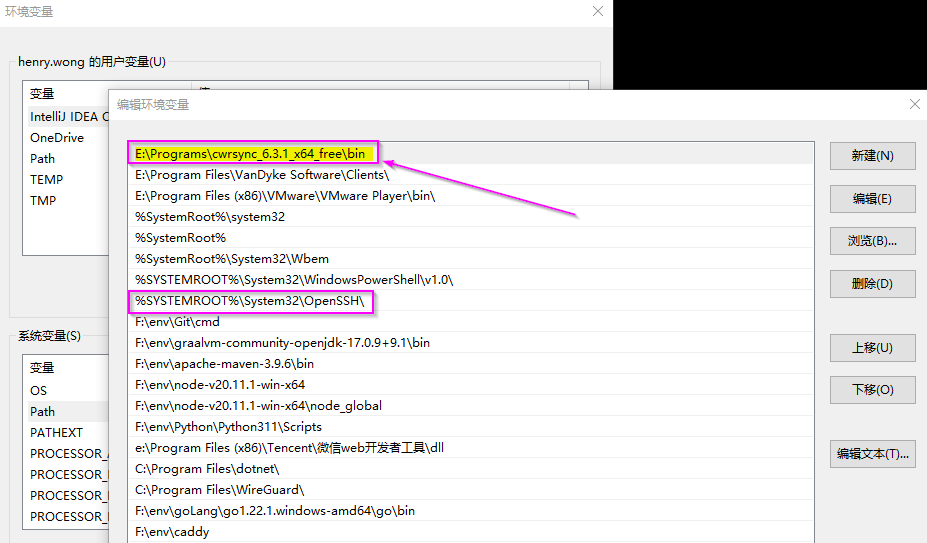 环境变量
henry.wong 的用户变量(U)
变量
IntelliJ IDEA
OneDrive
Path
TEMP
TMP
系统变量(S)
变量
OS
Path
PATHEXT
编辑环境变量
E:\Programs\cwrsync_6.3.1_x64_free\bin
E:\Program Files\VanDyke Software\Clients\
E:\Program Files (x86)\VMware\VMware Player\bin\
%SystemRoot%\system32
%SystemRoot%
%SystemRoot%\System32\Wbem
%SYSTEMROOT%\System32\WindowsPowerShell\v1.0\
%SYSTEMROOT%\System32\OpenSSH\
F:\env\Git\cmd
F:\env\graalvm-community-openjdk-17.0.9+9.1\bin
F:\env\apache-maven-3.9.6\bin
F:\env\node-v20.11.1-win-x64
F:\env\node-v20.11.1-win-x64\node_global
F:\env\Python\Python311\Scripts
e:\Program Files (x86)\Tencent\微信web开发者工具\dll
C:\Program Files\dotnet\
C:\Program Files\WireGuard\
F:\env\goLang\go1.22.1.windows-amd64\go\bin
F:\env\caddy
新建(N)
编辑(E)
浏览(B)...
删除(D)
上移(U)
下移(O)
编辑文本(T)...